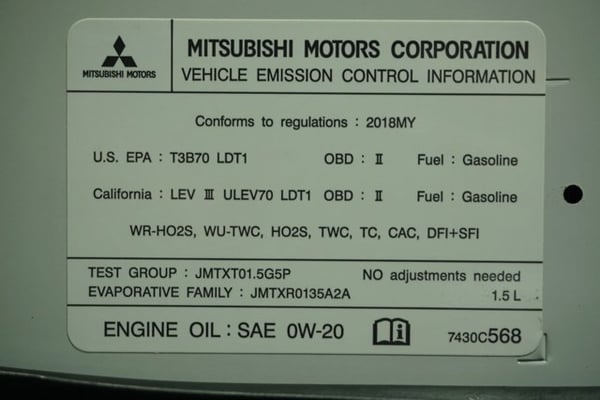 MITSUBISHI MOTORS
MITSUBISHI MOTORS CORPORATION
VEHICLE EMISSION CONTROL INFORMATION
Conforms to regulations : 2018MY
U.S. EPA : T3B70 LDT1 OBD : Ⅱ Fuel : Gasoline
California : LEV Ⅲ ULEV70 LDT1 OBD : Ⅱ Fuel : Gasoline
WR-HO2S, WU-TWC, HO2S, TWC, TC, CAC, DFI+SFI
TEST GROUP : JMTXT01.5G5P NO adjustments needed
EVAPORATIVE FAMILY : JMTXR0135A2A 1.5 L
ENGINE OIL : SAE 0W-20 7430C568